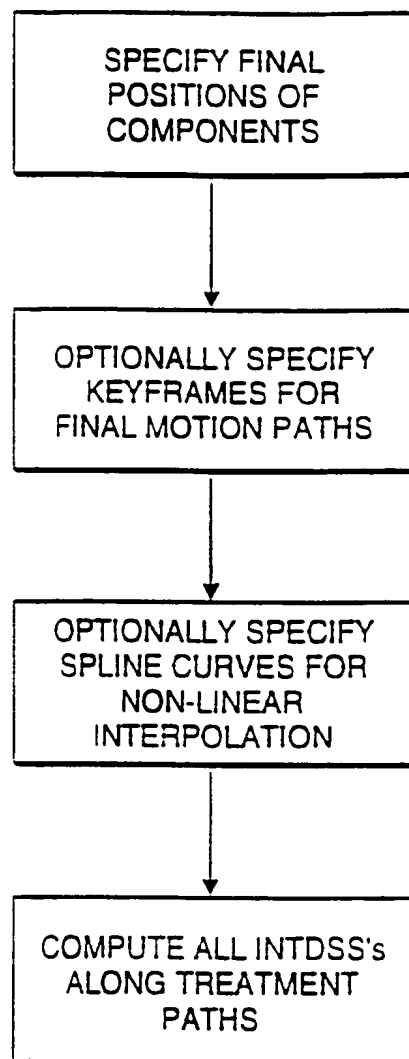 SPECIFY FINAL
POSITIONS OF
COMPONENTS
OPTIONALLY SPECIFY
KEYFRAMES FOR
FINAL MOTION PATHS
OPTIONALLY SPECIFY
SPLINE CURVES FOR
NON-LINEAR
INTERPOLATION
COMPUTE ALL INTDSS's
ALONG TREATMENT
PATHS